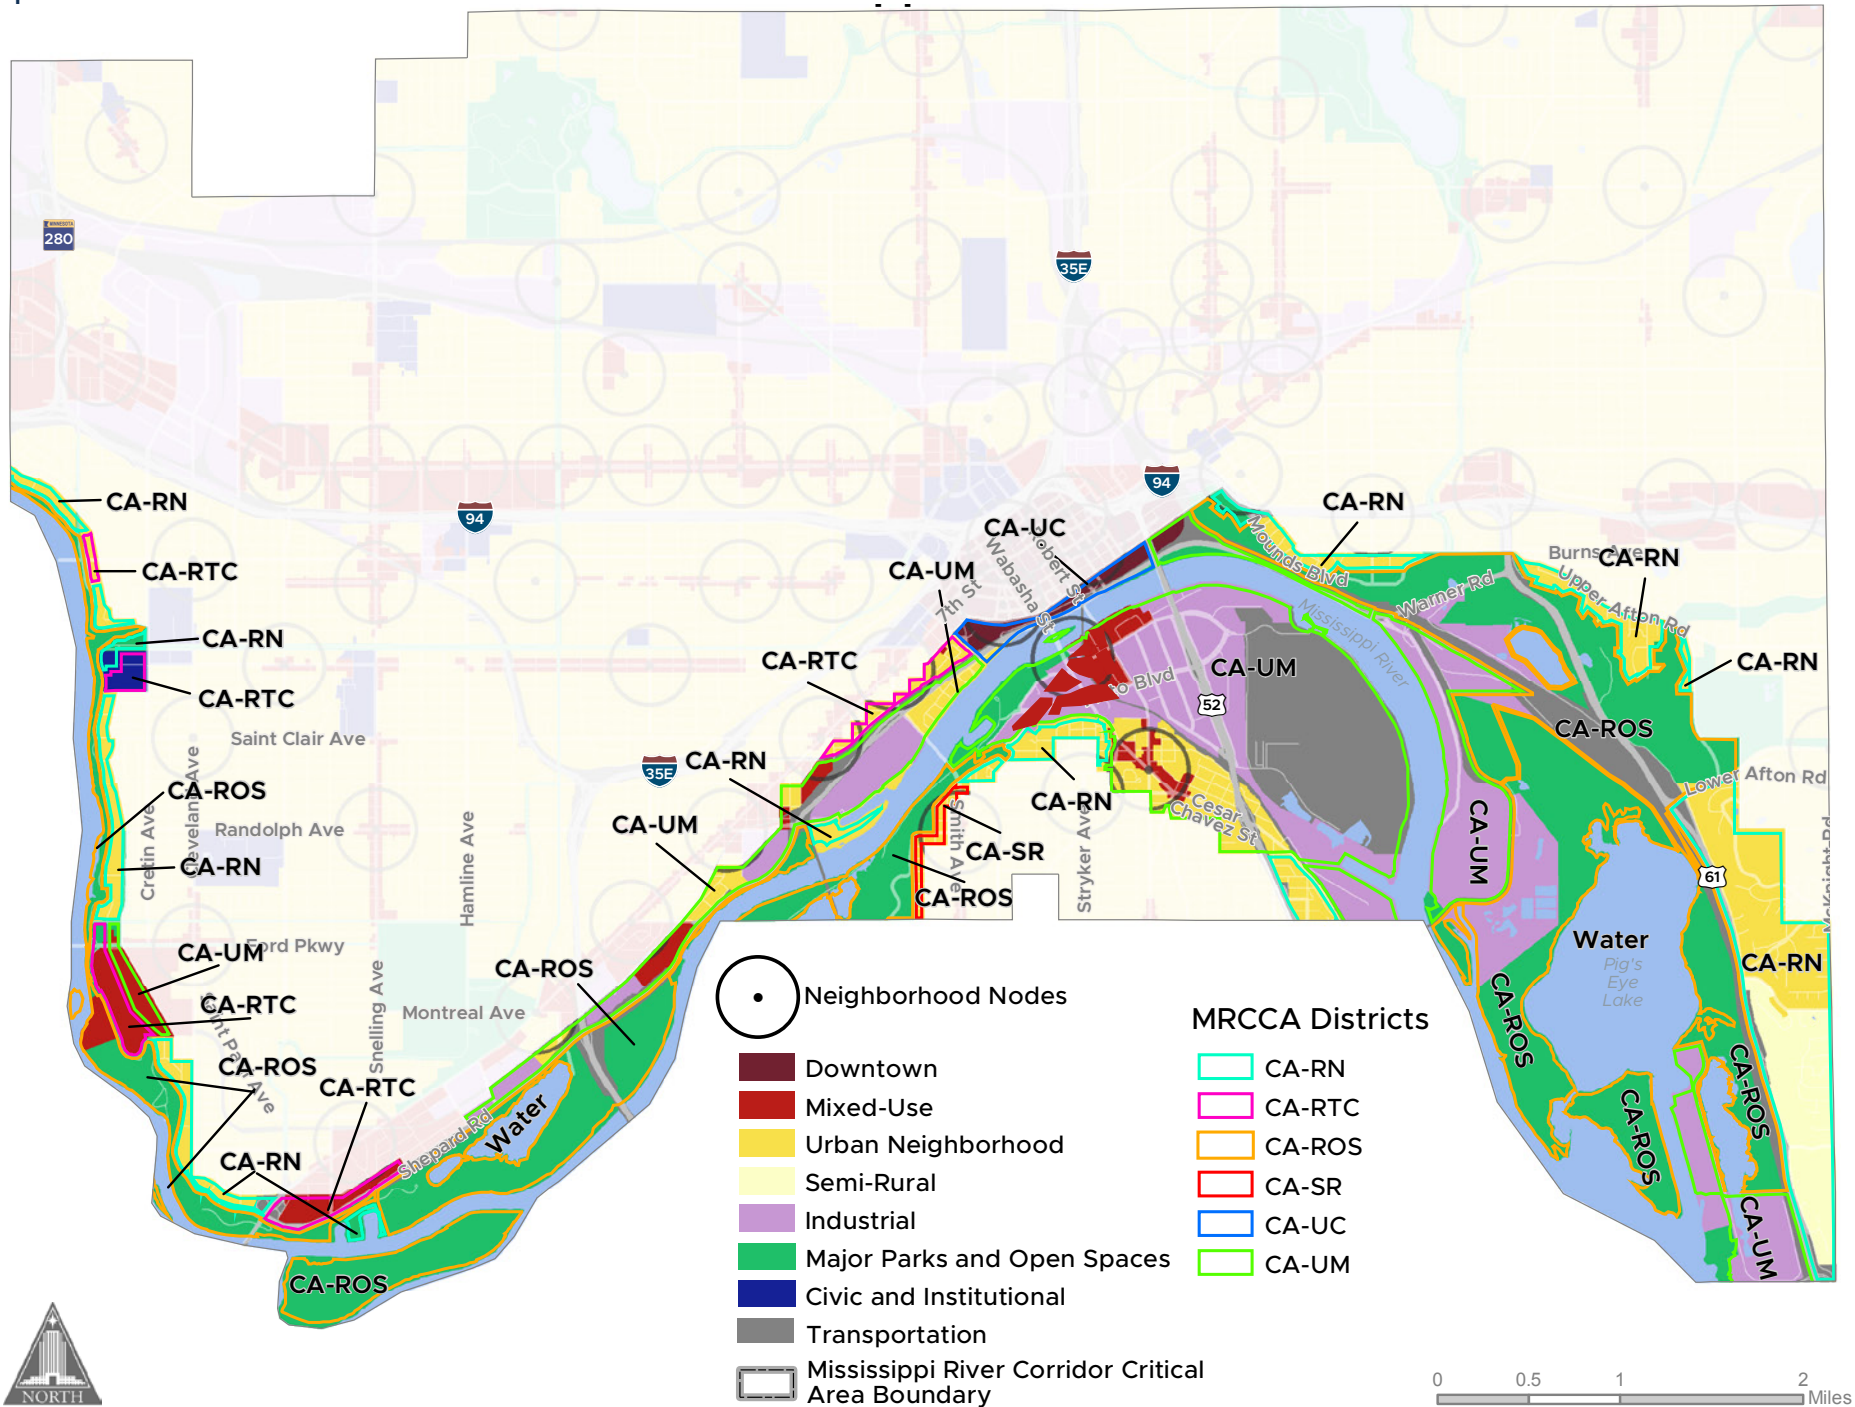 MINNESOTA
280
35E
94
CA-RN
94
CA-RN
CA-UC
Robert St
Mounds Blvd
Burns Ave
CA-RN
CA-RTC
CA-UM
Wabasha St
7th St
Upper Afton Rd
Warner Rd
Mississippi River
CA-RN
CA-RTC
CA-UM
CA-RN
CA-RTC
o Blvd
52
Saint Clair Ave
CA-ROS
35E
CA-RN
Lower Afton Rd
CA-ROS
Cretin Ave
Cleveland Ave
Randolph Ave
Hamline Ave
CA-UM
CA-RN
Cesar
Chavez St
Smith Ave
Stryker Ave
CA-SR
CA-UM
McKnight Rd
CA-RN
CA-ROS
61
CA-UM
Ford Pkwy
CA-ROS
Water
Pig's
Eye
Lake
CA-RN
CA-RTC
Snelling Ave
Montreal Ave
CA-ROS
CA-ROS
CA-RTC
Shepard Rd
Water
CA-ROS
CA-ROS
CA-RN
CA-UM
CA-ROS
Neighborhood Nodes
Downtown
Mixed-Use
Urban Neighborhood
Semi-Rural
Industrial
Major Parks and Open Spaces
Civic and Institutional
Transportation
Mississippi River Corridor Critical
Area Boundary
MRCCA Districts
CA-RN
CA-RTC
CA-ROS
CA-SR
CA-UC
CA-UM
NORTH
0 0.5 1 2
Miles